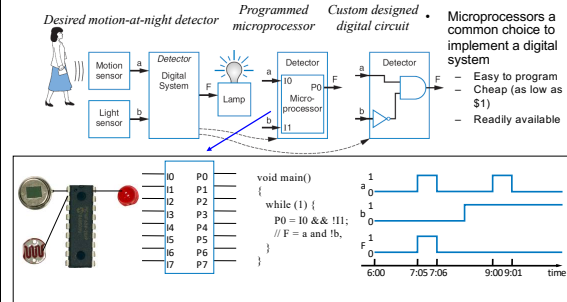 Desired motion-at-night detector
Programmed
microprocessor
Custom designed
digital circuit
• Microprocessors a
common choice to
implement a digital
system
– Easy to program
– Cheap (as low as
$1)
– Readily available
Motion
sensor
a
Light
sensor
b
Detector
Digital
System
F
Lamp
Detector
a
I0
P0
F
Micro-
processor
b
I1
Detector
a
b
F
I0 P0
I1 P1
I2 P2
I3 P3
I4 P4
I5 P5
I6 P6
I7 P7
void main()
{
while (1) {
P0 = I0 && !I1;
// F = a and !b,
}
}
1
a
0
1
b
0
1
F
0
6:00 7:05 7:06 9:00 9:01 time